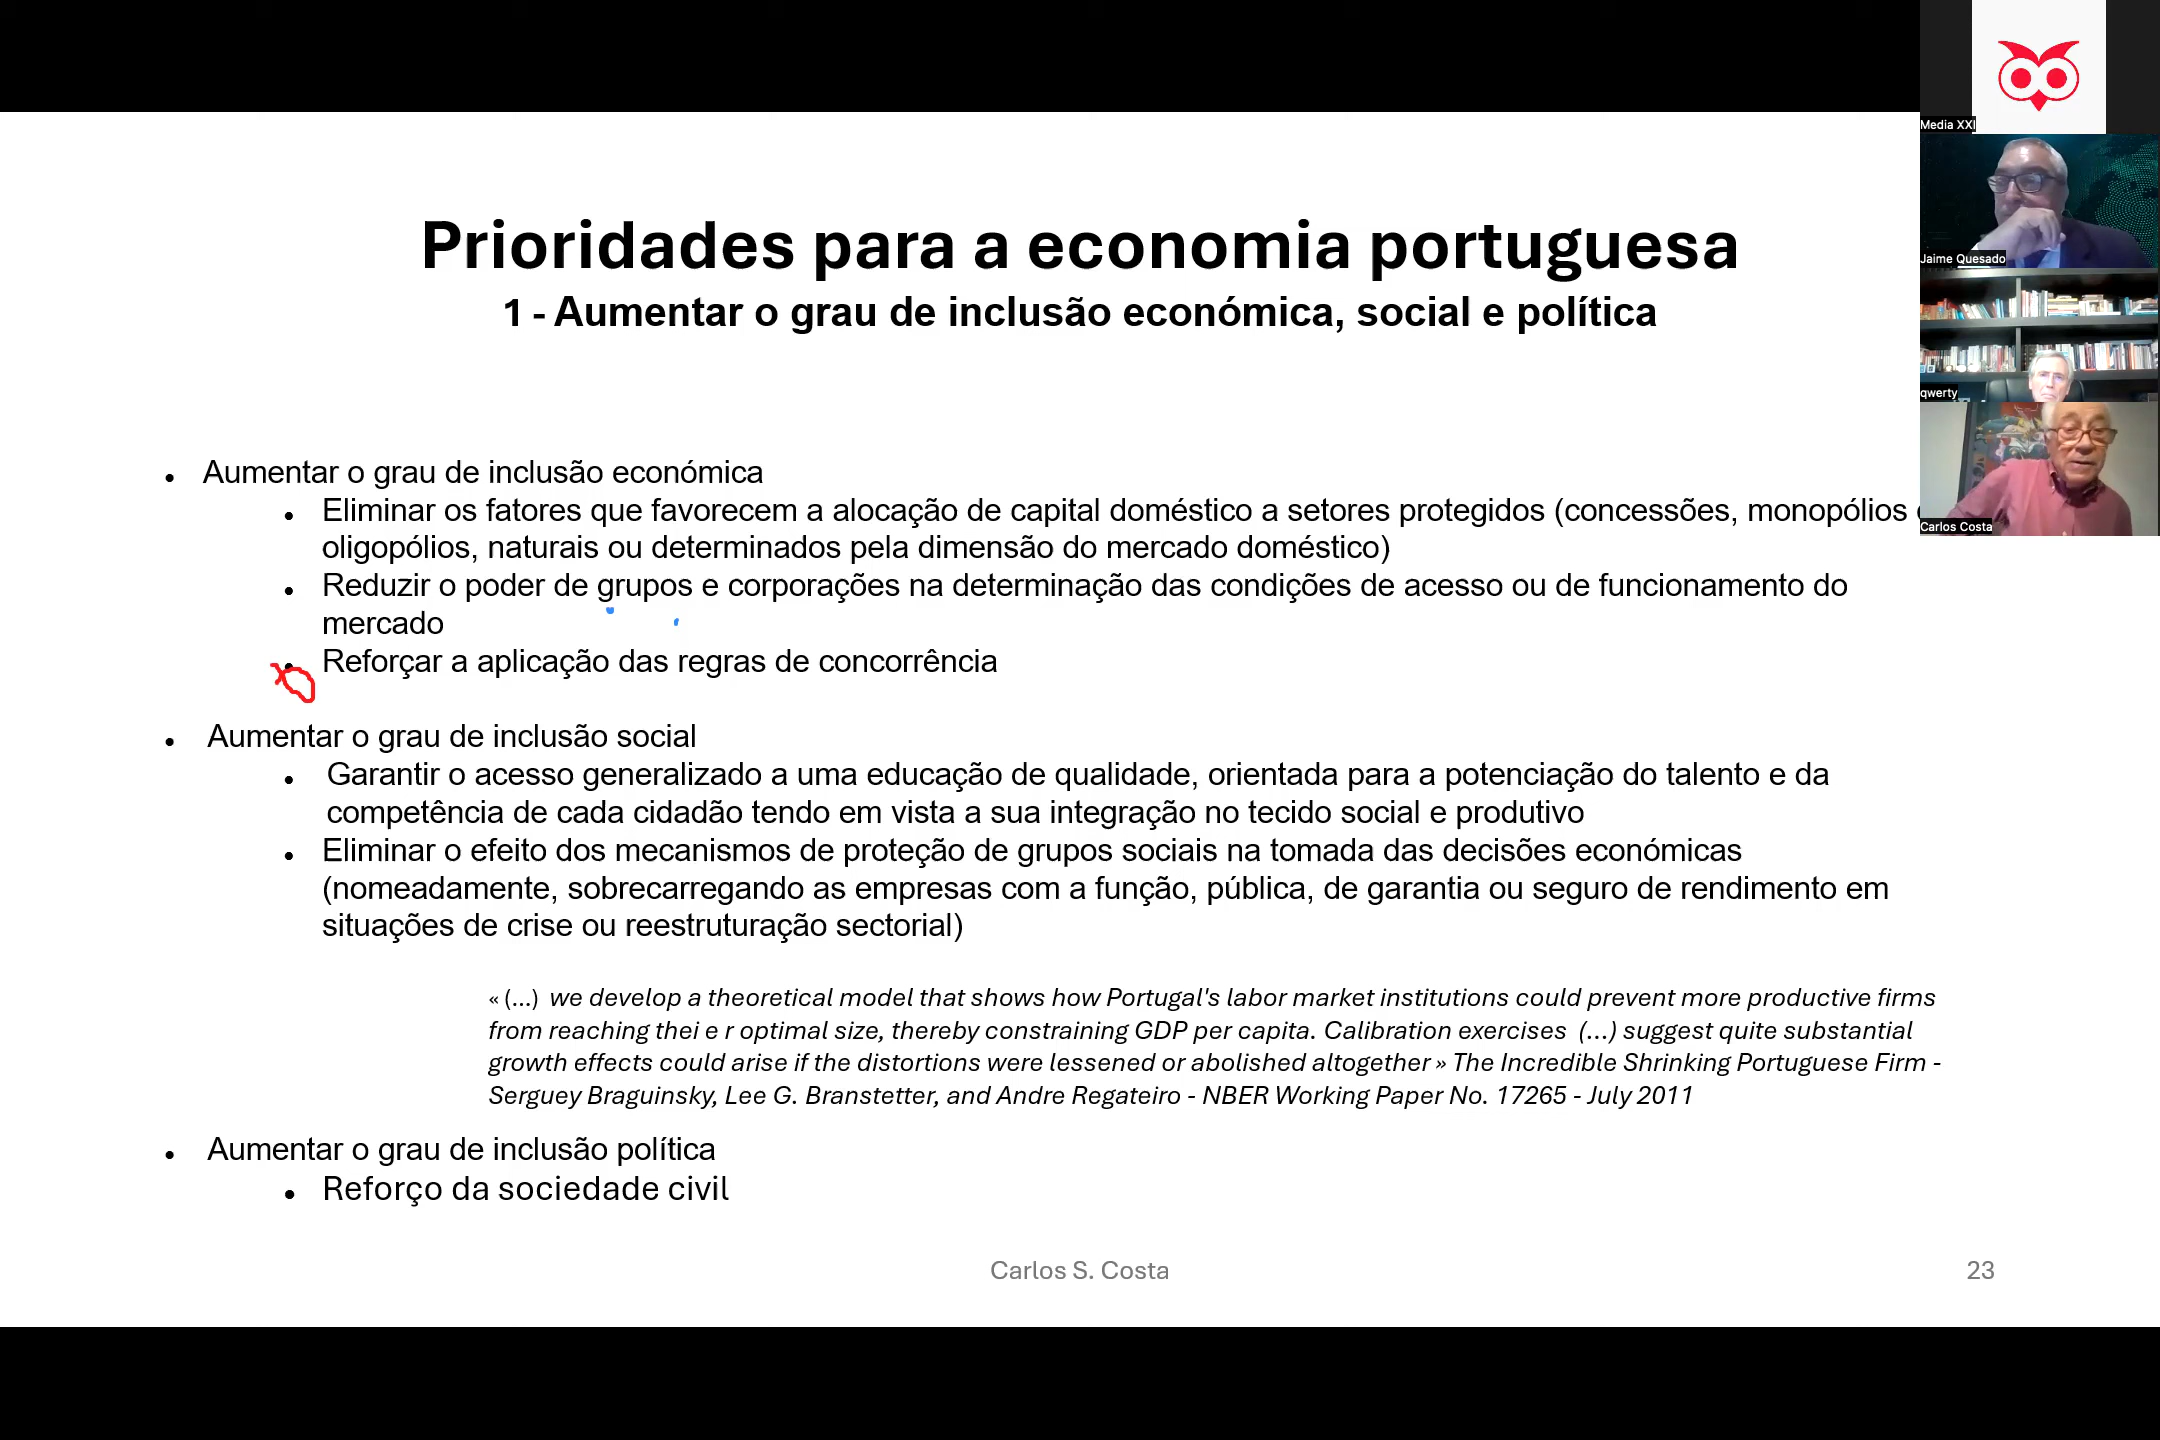 Prioridades para a economia portuguesa
1 - Aumentar o grau de inclusão económica, social e política
• Aumentar o grau de inclusão económica
• Eliminar os fatores que favorecem a alocação de capital doméstico a setores protegidos (concessões, monopólios
oligopólios, naturais ou determinados pela dimensão do mercado doméstico)
• Reduzir o poder de grupos e corporações na determinação das condições de acesso ou de funcionamento do
mercado
• Reforçar a aplicação das regras de concorrência
• Aumentar o grau de inclusão social
• Garantir o acesso generalizado a uma educação de qualidade, orientada para a potenciação do talento e da
competência de cada cidadão tendo em vista a sua integração no tecido social e produtivo
• Eliminar o efeito dos mecanismos de proteção de grupos sociais na tomada das decisões económicas
(nomeadamente, sobrecarregando as empresas com a função, pública, de garantia ou seguro de rendimento em
situações de crise ou reestruturação sectorial)
« (...) we develop a theoretical model that shows how Portugal's labor market institutions could prevent more productive firms
from reaching thei e r optimal size, thereby constraining GDP per capita. Calibration exercises (...) suggest quite substantial
growth effects could arise if the distortions were lessened or abolished altogether » The Incredible Shrinking Portuguese Firm -
Serguey Braguinsky, Lee G. Branstetter, and Andre Regateiro - NBER Working Paper No. 17265 - July 2011
• Aumentar o grau de inclusão política
• Reforço da sociedade civil
Carlos S. Costa
23
Media XXI
Jaime Quesado
qwerty
Carlos Costa